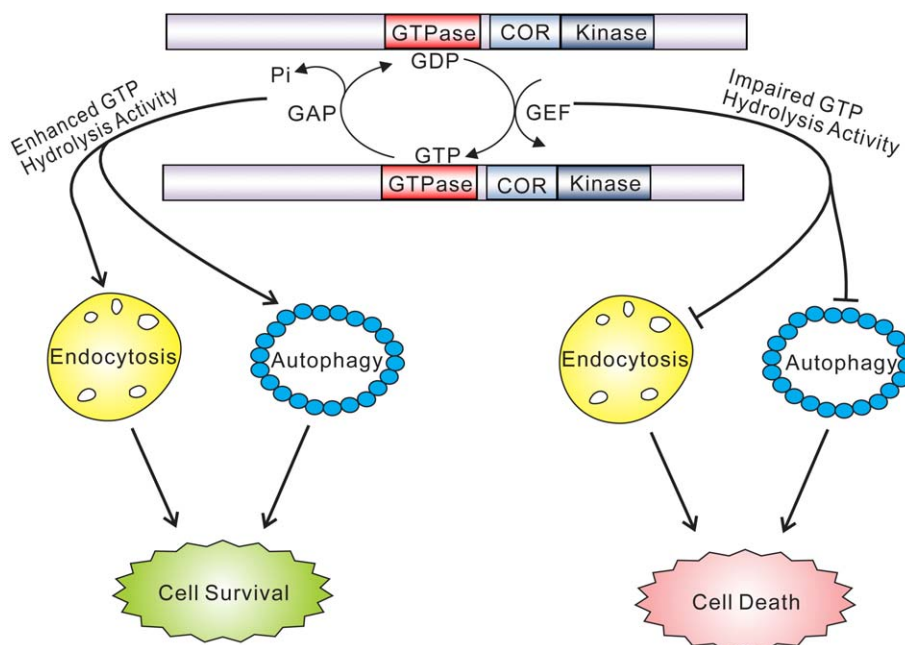 GTPase COR Kinase
GDP
Pi
GAP
GEF
Enhanced GTP
Hydrolysis Activity
Impaired GTP
Hydrolysis Activity
GTP
GTPase COR Kinase
Endocytosis
Autophagy
Endocytosis
Autophagy
Cell Survival
Cell Death